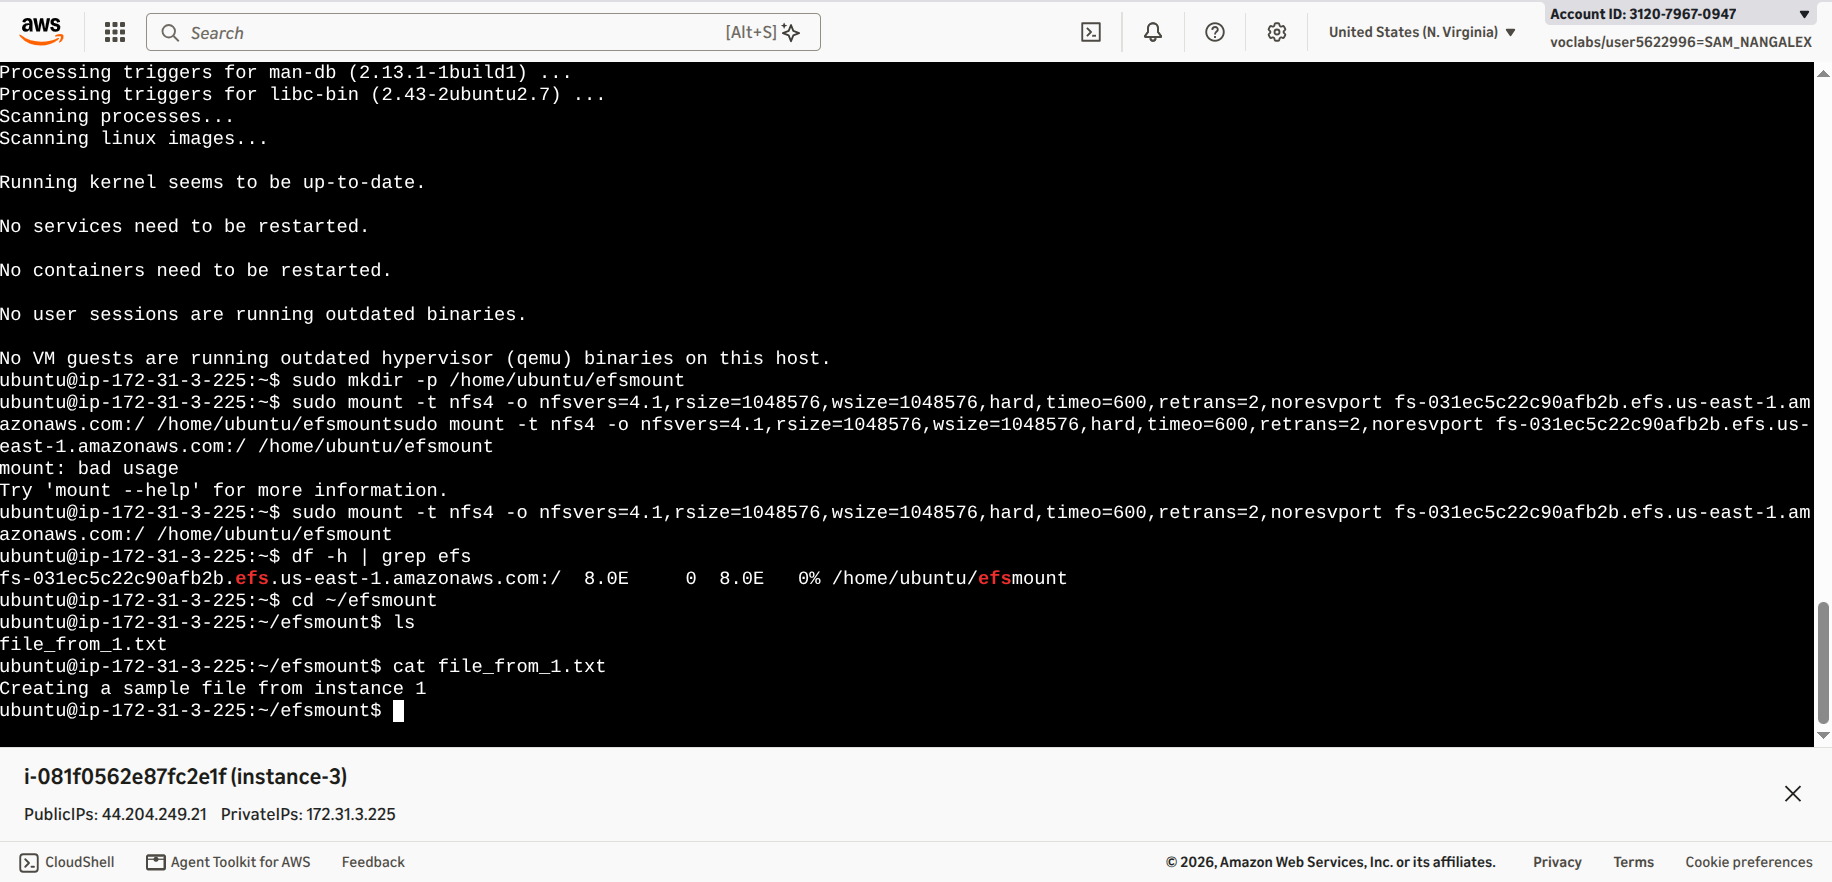 aws
Search [Alt+S]
United States (N. Virginia)
Account ID: 3120-7967-0947
voclabs/user5622996=SAM_NANGALEX
Processing triggers for man-db (2.13.1-1build1) ...
Processing triggers for libc-bin (2.43-2ubuntu2.7) ...
Scanning processes...
Scanning linux images...
Running kernel seems to be up-to-date.
No services need to be restarted.
No containers need to be restarted.
No user sessions are running outdated binaries.
No VM guests are running outdated hypervisor (qemu) binaries on this host.
ubuntu@ip-172-31-3-225:~$ sudo mkdir -p /home/ubuntu/efsmount
ubuntu@ip-172-31-3-225:~$ sudo mount -t nfs4 -o nfsvers=4.1,rsize=1048576,wsize=1048576,hard,timeo=600,retrans=2,noresvport fs-031ec5c22c90afb2b.efs.us-east-1.am
azonaws.com:/ /home/ubuntu/efsmountsudo mount -t nfs4 -o nfsvers=4.1,rsize=1048576,wsize=1048576,hard,timeo=600,retrans=2,noresvport fs-031ec5c22c90afb2b.efs.us-
east-1.amazonaws.com:/ /home/ubuntu/efsmount
mount: bad usage
Try 'mount --help' for more information.
ubuntu@ip-172-31-3-225:~$ sudo mount -t nfs4 -o nfsvers=4.1,rsize=1048576,wsize=1048576,hard,timeo=600,retrans=2,noresvport fs-031ec5c22c90afb2b.efs.us-east-1.am
azonaws.com:/ /home/ubuntu/efsmount
ubuntu@ip-172-31-3-225:~$ df -h | grep efs
fs-031ec5c22c90afb2b.efs.us-east-1.amazonaws.com:/  8.0E     0  8.0E   0% /home/ubuntu/efsmount
ubuntu@ip-172-31-3-225:~$ cd ~/efsmount
ubuntu@ip-172-31-3-225:~/efsmount$ ls
file_from_1.txt
ubuntu@ip-172-31-3-225:~/efsmount$ cat file_from_1.txt
Creating a sample file from instance 1
ubuntu@ip-172-31-3-225:~/efsmount$
i-081f0562e87fc2e1f (instance-3)
PublicIPs: 44.204.249.21 PrivateIPs: 172.31.3.225
CloudShell Agent Toolkit for AWS Feedback © 2026, Amazon Web Services, Inc. or its affiliates. Privacy Terms Cookie preferences